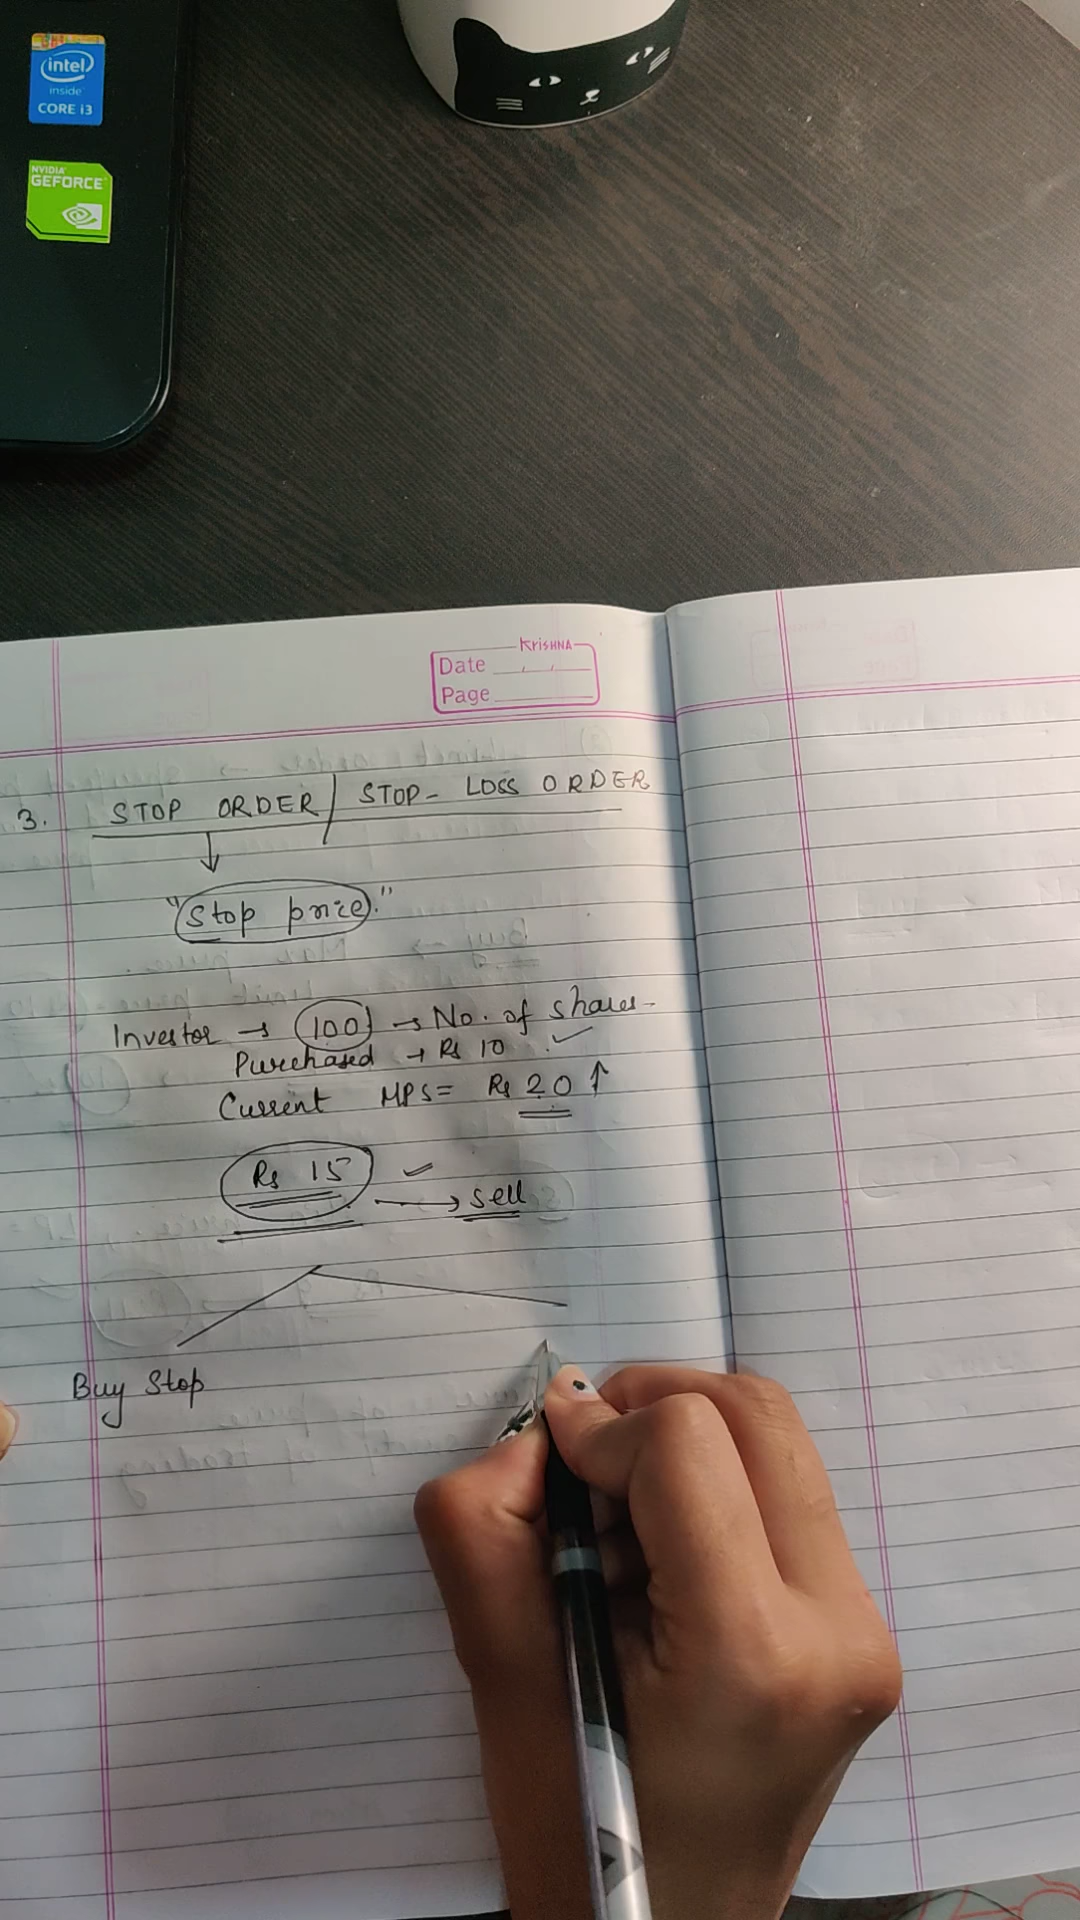 intel
inside
CORE i3
NVIDIA
GEFORCE
KRISHNA
Date
Page
3. STOP ORDER / STOP- LOSS ORDER
"Stop price."
Investor → 100 → No. of shares-
Purchased → Rs 10 ✓
Current MPS = Rs 20 ↑
Rs 15 ✓
→ sell
Buy Stop